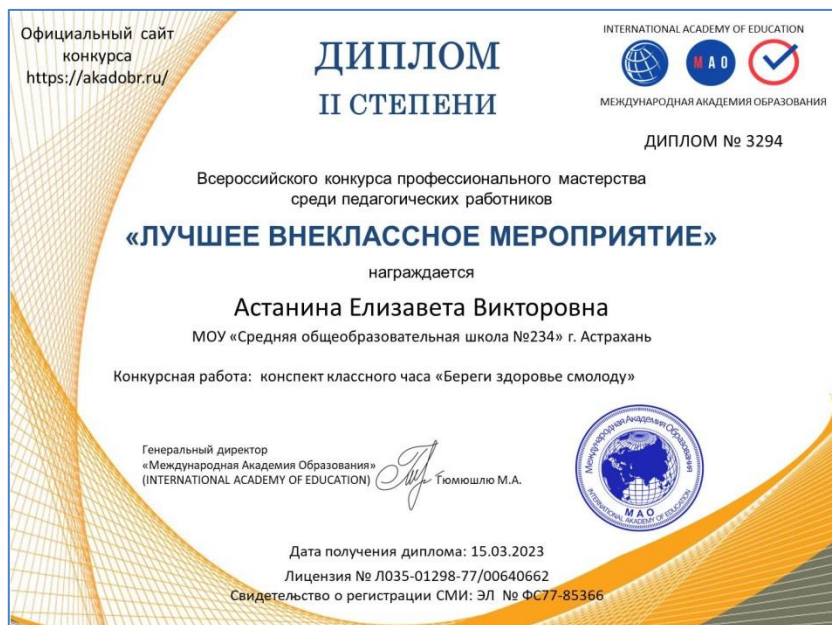 Официальный сайт
конкурса
https://akadobr.ru/
ДИПЛОМ
II СТЕПЕНИ
INTERNATIONAL ACADEMY OF EDUCATION
МАО
МЕЖДУНАРОДНАЯ АКАДЕМИЯ ОБРАЗОВАНИЯ
ДИПЛОМ № 3294
Всероссийского конкурса профессионального мастерства
среди педагогических работников
«ЛУЧШЕЕ ВНЕКЛАССНОЕ МЕРОПРИЯТИЕ»
награждается
Астанина Елизавета Викторовна
МОУ «Средняя общеобразовательная школа №234» г. Астрахань
Конкурсная работа: конспект классного часа «Береги здоровье смолоду»
Генеральный директор
«Международная Академия Образования»
(INTERNATIONAL ACADEMY OF EDUCATION)
Тюмюшлю М.А.
Международная Академия Образования
МАО
INTERNATIONAL ACADEMY OF EDUCATION
Дата получения диплома: 15.03.2023
Лицензия № Л035-01298-77/00640662
Свидетельство о регистрации СМИ: ЭЛ № ФС77-85366